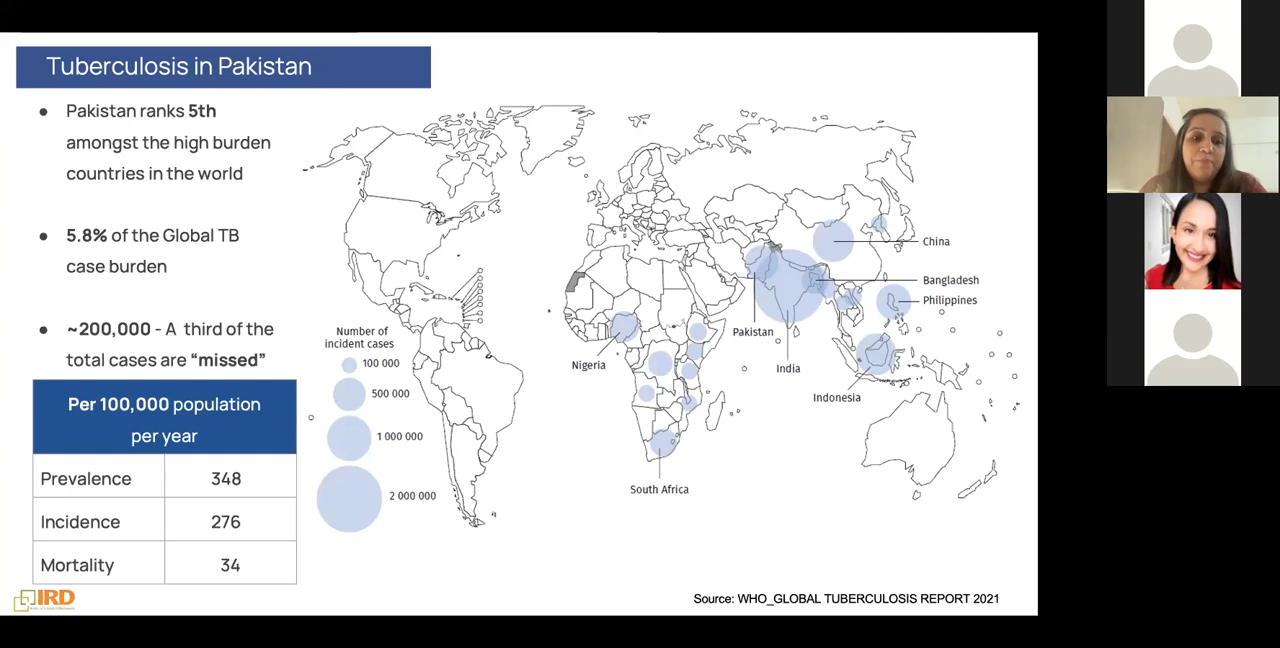 Tuberculosis in Pakistan
● Pakistan ranks 5th
amongst the high burden
countries in the world
● 5.8% of the Global TB
case burden
● ~200,000 - A third of the
total cases are “missed”
Per 100,000 population
per year
Prevalence 348
Incidence 276
Mortality 34
IRD
Number of
incident cases
100 000
500 000
1 000 000
2 000 000
China
Bangladesh
Philippines
Pakistan
India
Nigeria
Indonesia
South Africa
Source: WHO_GLOBAL TUBERCULOSIS REPORT 2021